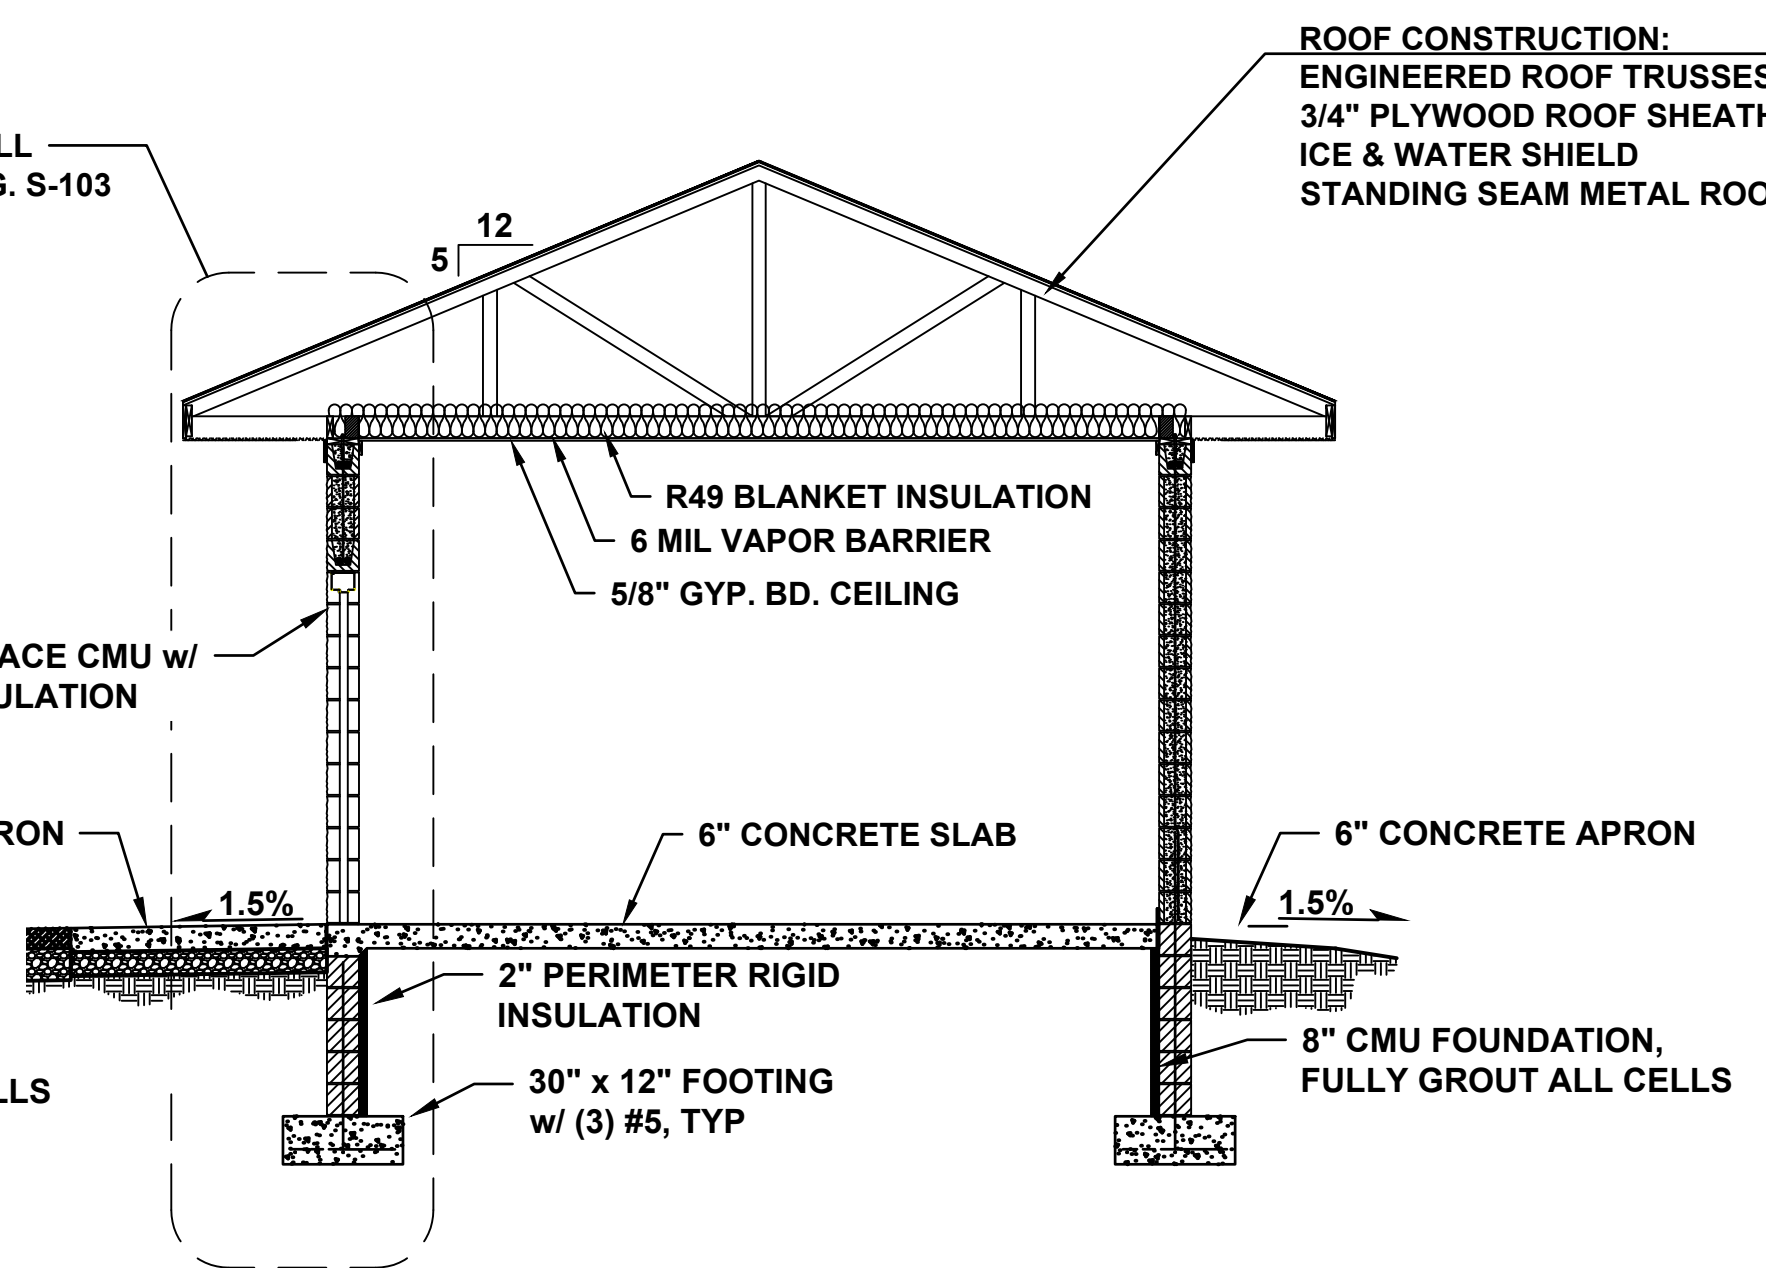 ROOF CONSTRUCTION:
ENGINEERED ROOF TRUSSES
3/4" PLYWOOD ROOF SHEATH
ICE & WATER SHIELD
STANDING SEAM METAL ROO
LL
G. S-103
12
5
R49 BLANKET INSULATION
6 MIL VAPOR BARRIER
5/8" GYP. BD. CEILING
ACE CMU w/
ULATION
RON
6" CONCRETE SLAB
6" CONCRETE APRON
1.5%
1.5%
2" PERIMETER RIGID
INSULATION
8" CMU FOUNDATION,
FULLY GROUT ALL CELLS
30" x 12" FOOTING
w/ (3) #5, TYP
LLS